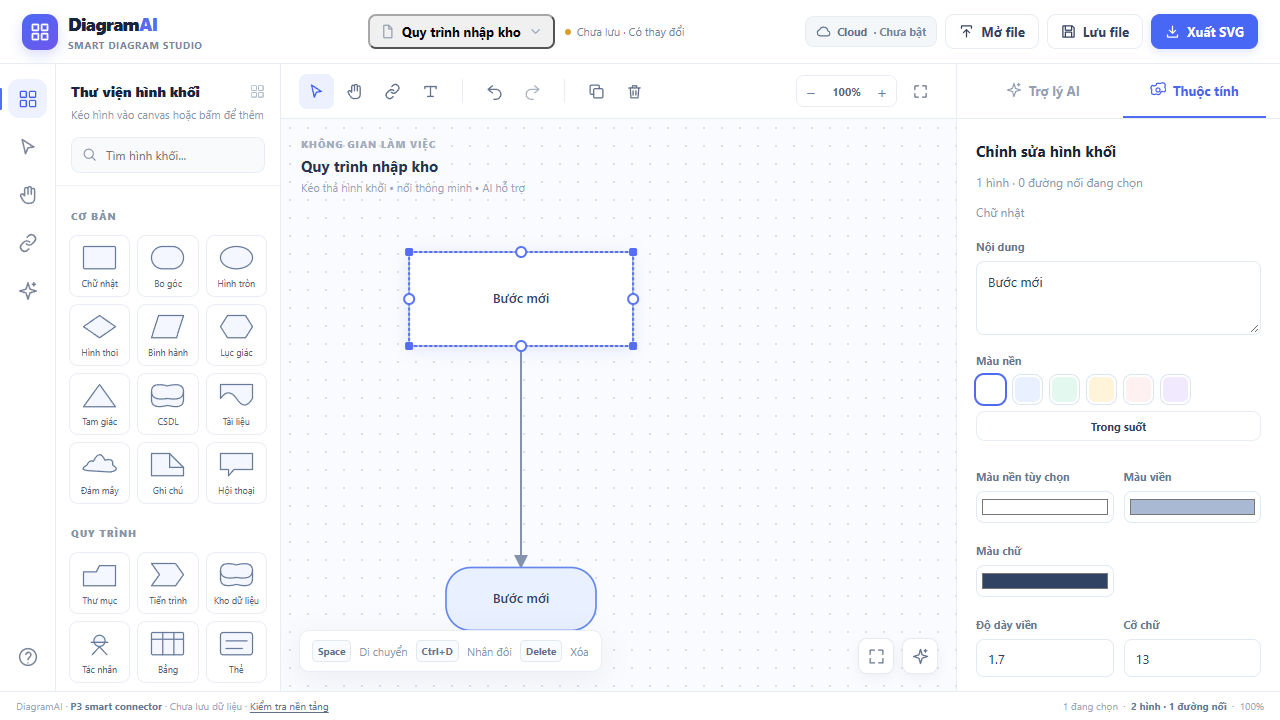 DiagramAI
SMART DIAGRAM STUDIO
Quy trình nhập kho
Chưa lưu · Có thay đổi
Cloud · Chưa bật
Mở file
Lưu file
Xuất SVG
Thư viện hình khối
Kéo hình vào canvas hoặc bấm để thêm
Tìm hình khối...
CƠ BẢN
Chữ nhật
Bo góc
Hình tròn
Hình thoi
Bình hành
Lục giác
Tam giác
CSDL
Tài liệu
Đám mây
Ghi chú
Hội thoại
QUY TRÌNH
Thư mục
Tiến trình
Kho dữ liệu
Tác nhân
Bảng
Thẻ
− 100% +
KHÔNG GIAN LÀM VIỆC
Quy trình nhập kho
Kéo thả hình khối • nối thông minh • AI hỗ trợ
Bước mới
Bước mới
Space Di chuyển Ctrl+D Nhân đôi Delete Xóa
Trợ lý AI
Thuộc tính
Chỉnh sửa hình khối
1 hình · 0 đường nối đang chọn
Chữ nhật
Nội dung
Bước mới
Màu nền
Trong suốt
Màu nền tùy chọn
Màu viền
Màu chữ
Độ dày viền
Cỡ chữ
1.7
13
DiagramAI · P3 smart connector · Chưa lưu dữ liệu · Kiểm tra nền tảng
1 đang chọn · 2 hình · 1 đường nối · 100%